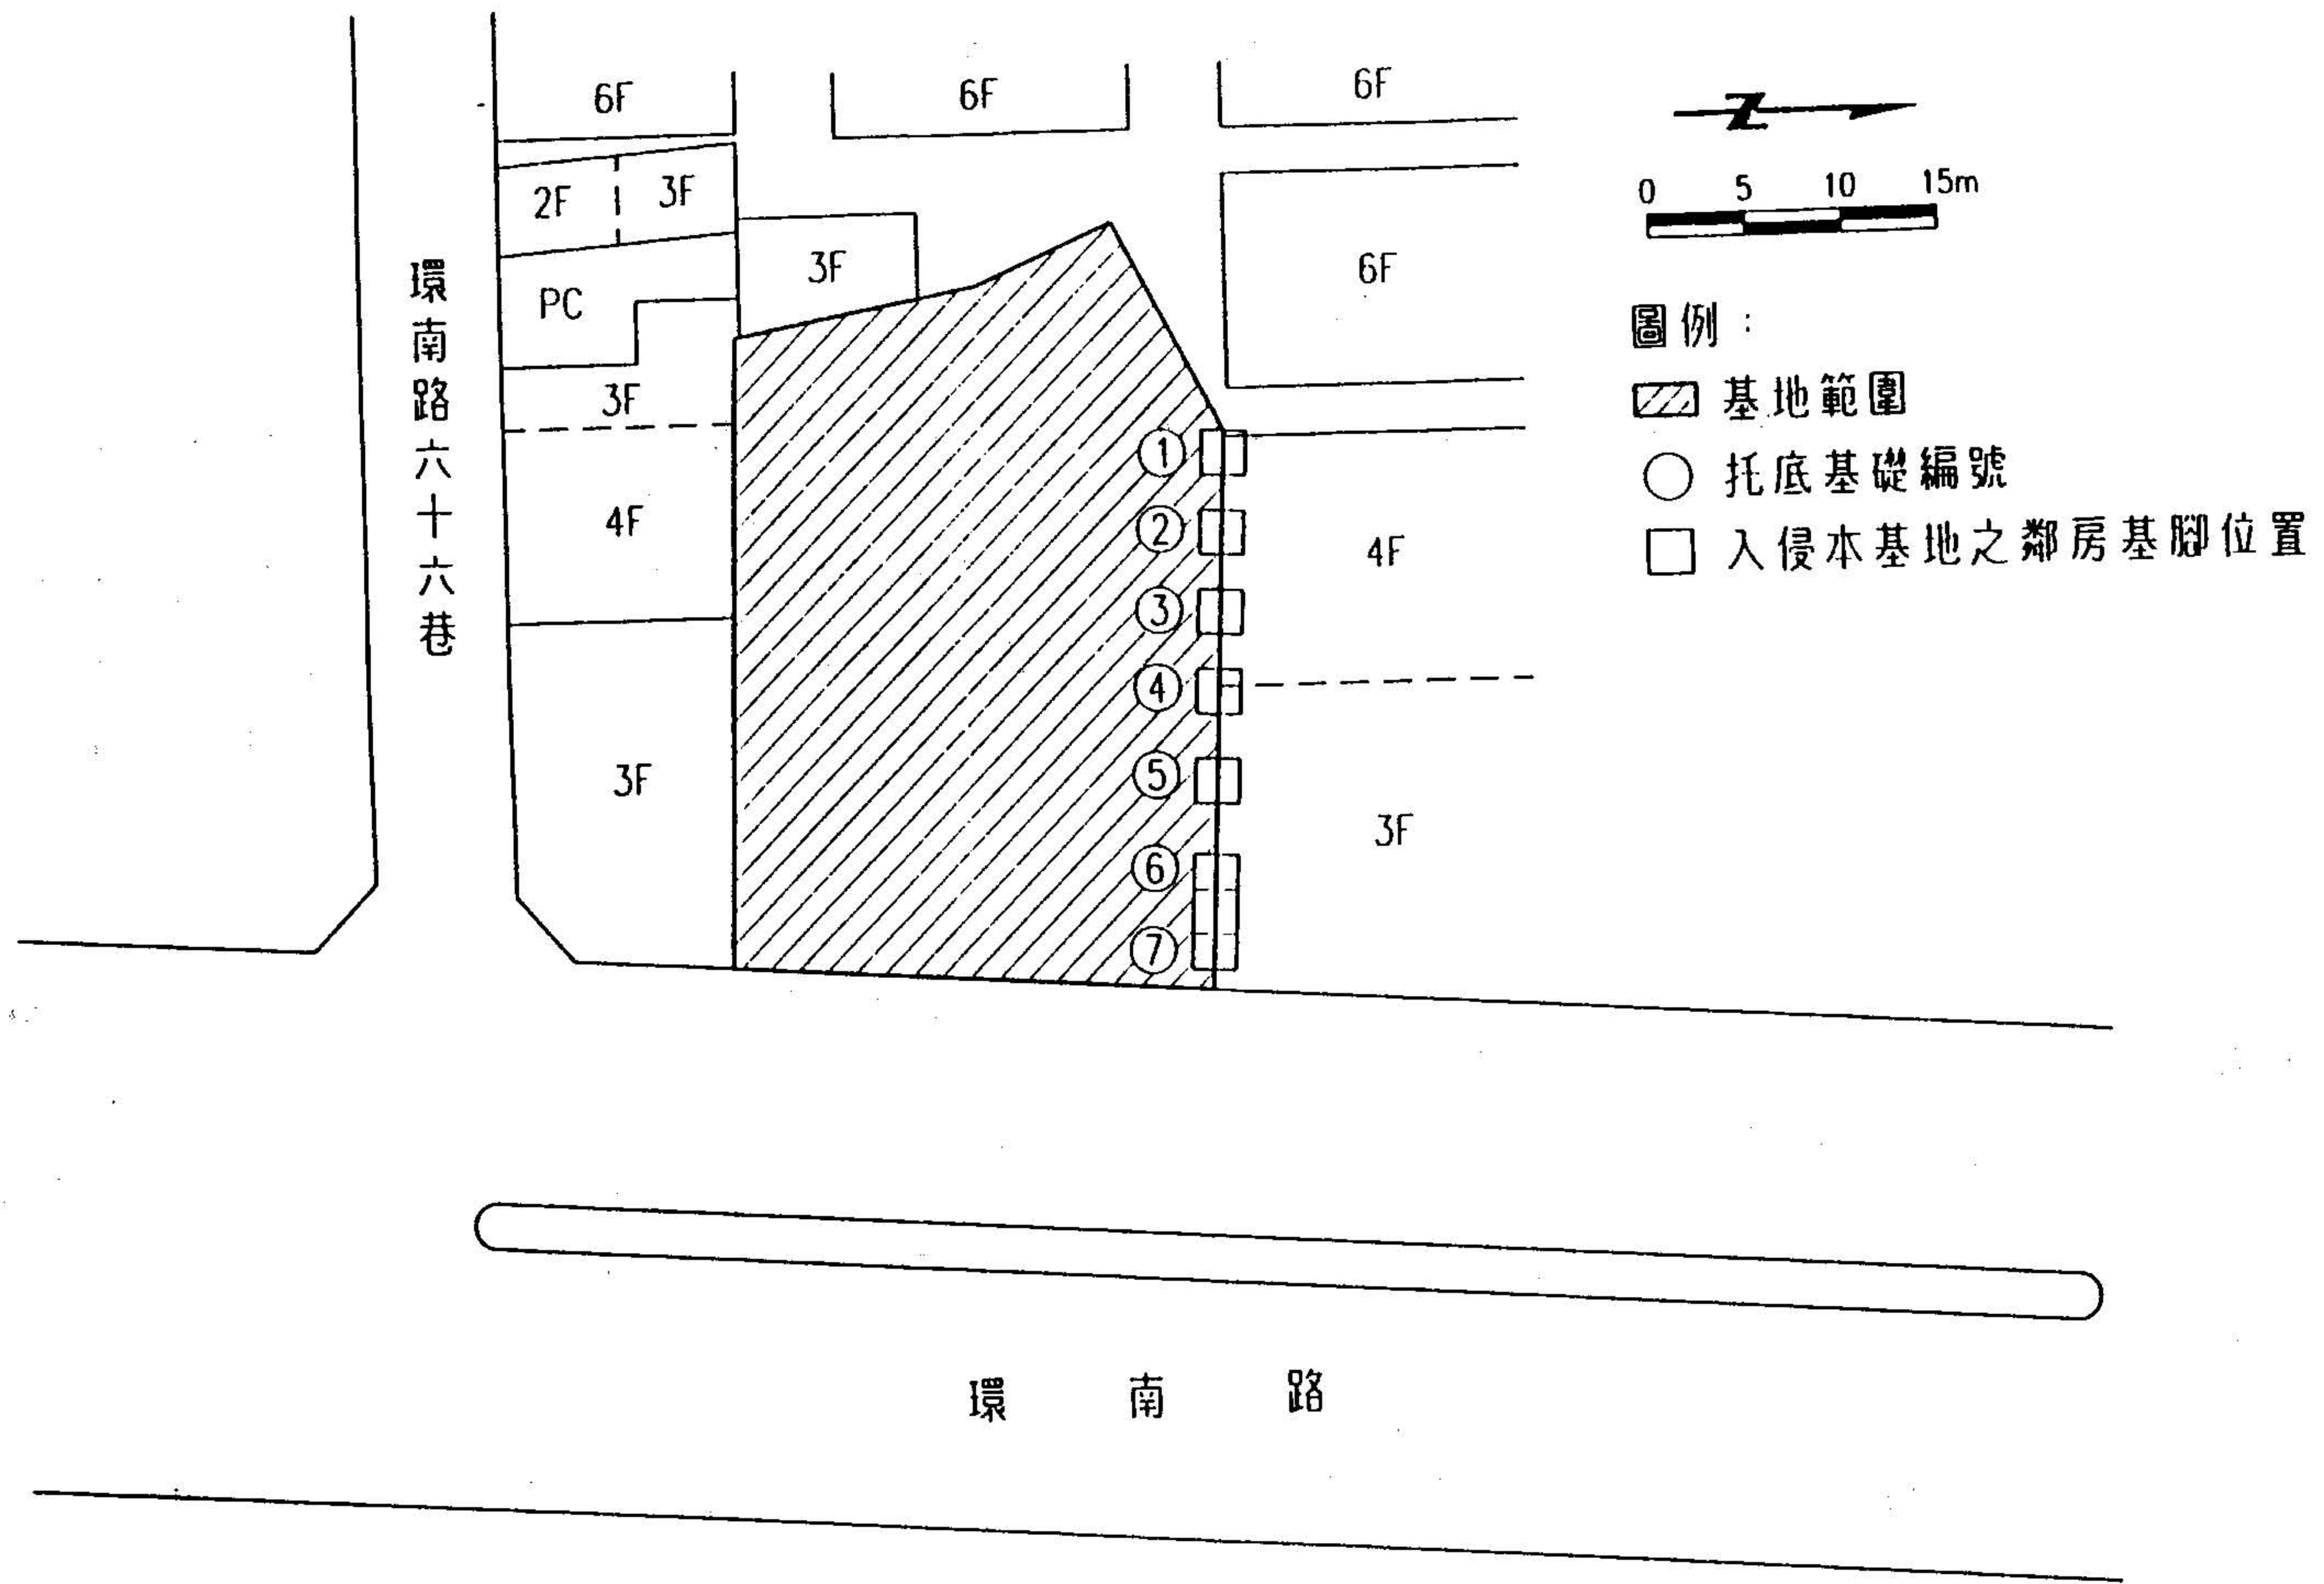 6F
6F
6F
N
0 5 10 15m
2F
3F
3F
6F
PC
圖例：
基地範圍
托底基礎編號
入侵本基地之鄰房基腳位置
3F
4F
3F
1
2
3
4
5
6
7
4F
3F
環南路六十六巷
環南路